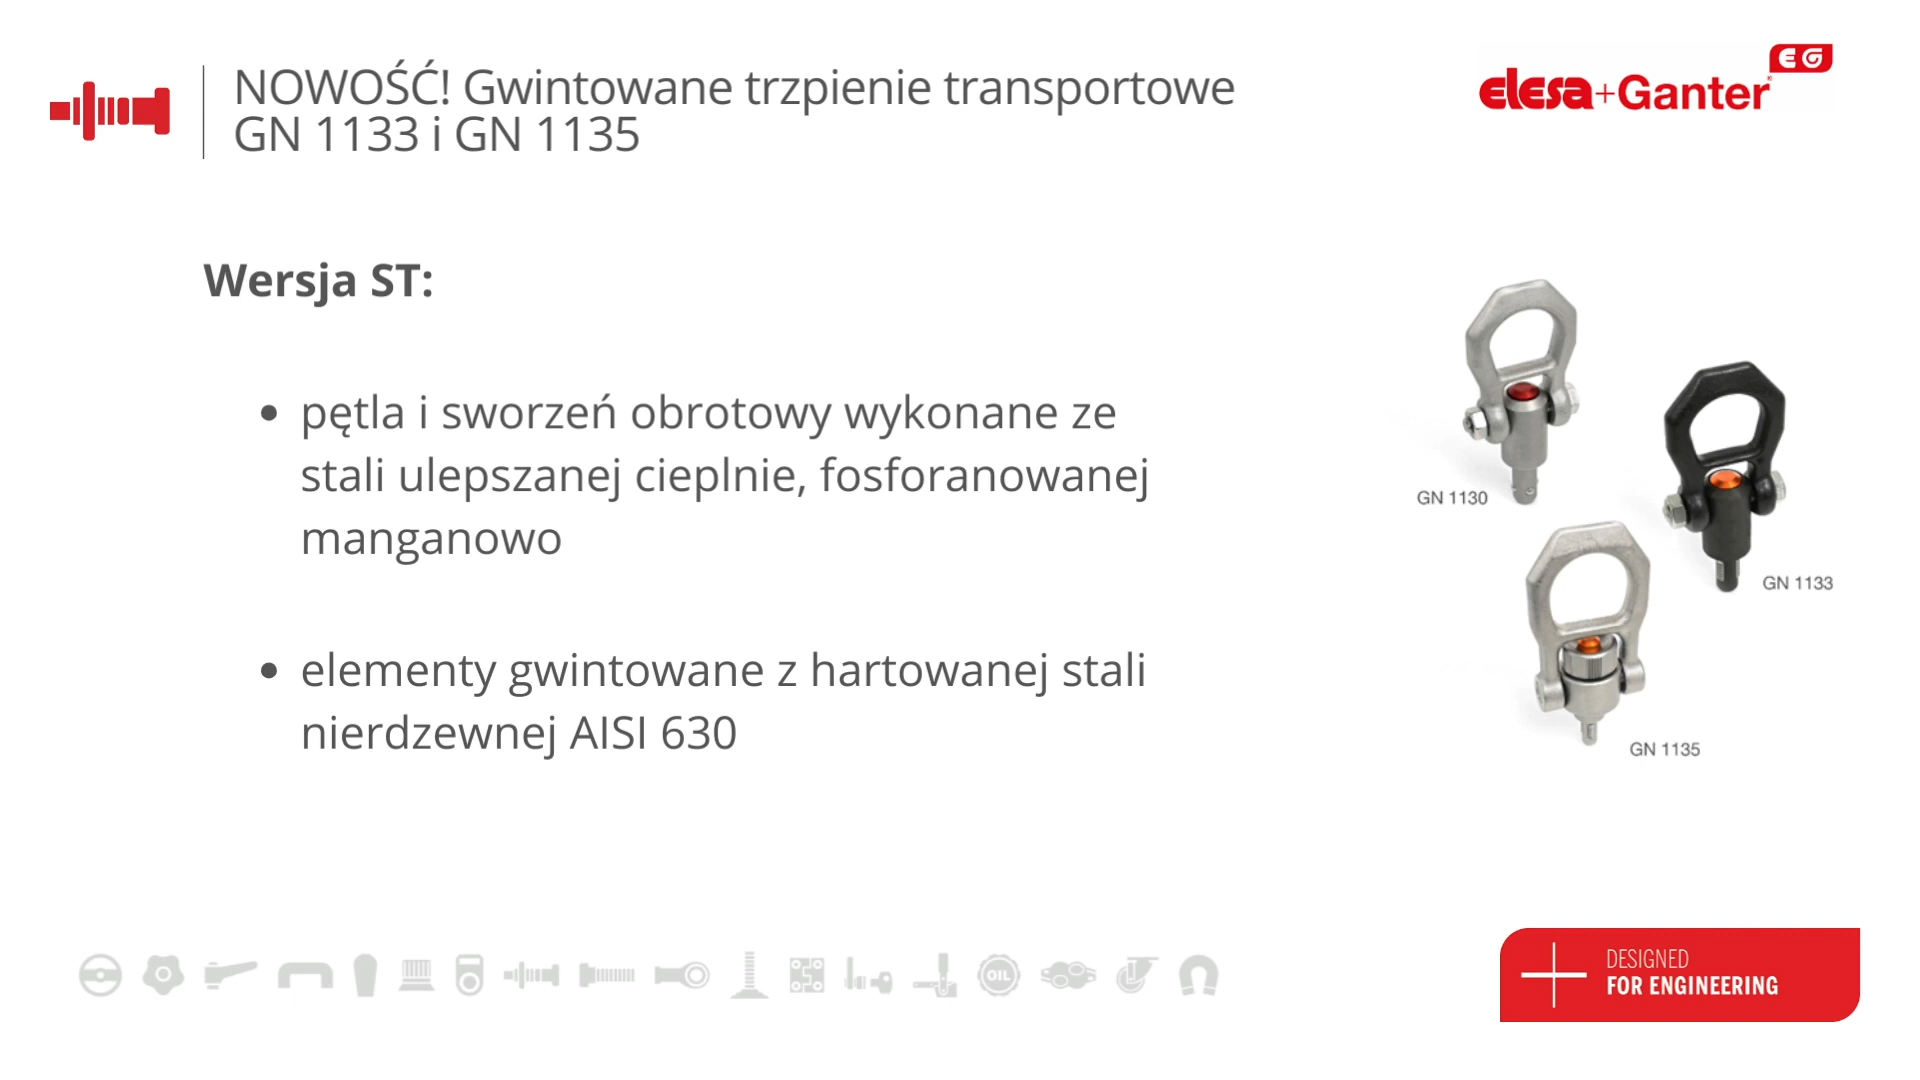 NOWOŚĆ! Gwintowane trzpienie transportowe
GN 1133 i GN 1135
elesa+Ganter
EG
Wersja ST:
• pętla i sworzeń obrotowy wykonane ze
stali ulepszanej cieplnie, fosforanowanej
manganowo
• elementy gwintowane z hartowanej stali
nierdzewnej AISI 630
GN 1130
GN 1133
GN 1135
OIL
DESIGNED
FOR ENGINEERING